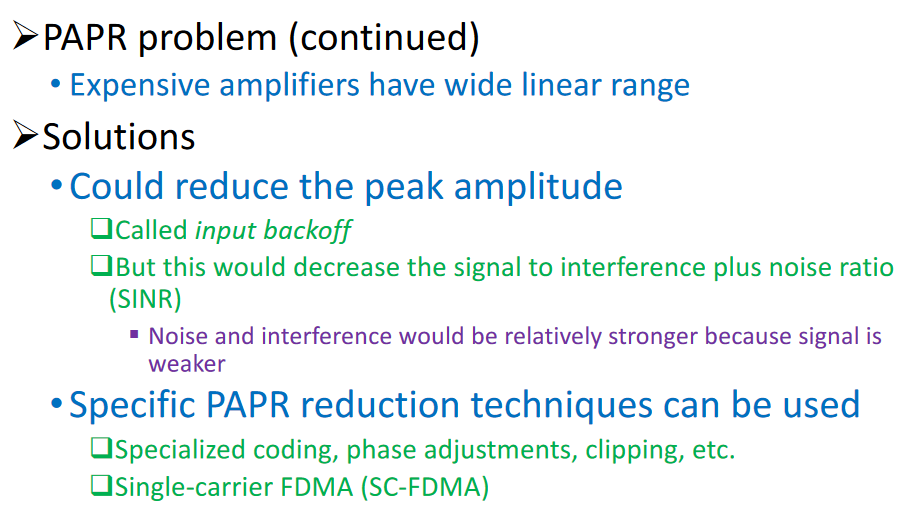 ➢PAPR problem (continued)
• Expensive amplifiers have wide linear range
➢Solutions
• Could reduce the peak amplitude
❑Called input backoff
❑But this would decrease the signal to interference plus noise ratio
(SINR)
▪ Noise and interference would be relatively stronger because signal is
weaker
• Specific PAPR reduction techniques can be used
❑Specialized coding, phase adjustments, clipping, etc.
❑Single-carrier FDMA (SC-FDMA)